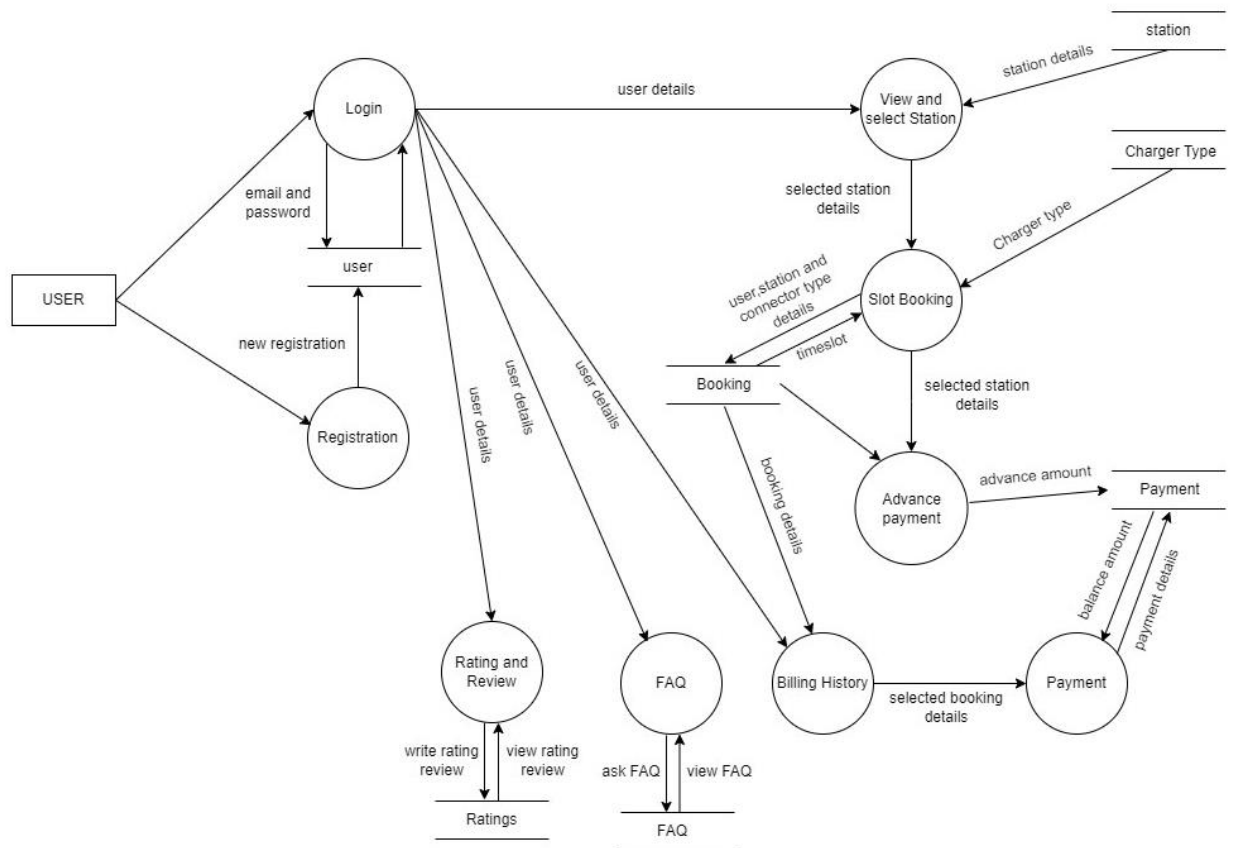 station
station details
user details
Login
View and
select Station
Charger Type
email and
password
selected station
details
Charger type
user
user,station and
connector type
details
USER
Slot Booking
timeslot
new registration
Booking
selected station
details
user details
user details
user details
Registration
booking details
advance amount
Payment
Advance
payment
balance amount
payment details
Rating and
Review
FAQ
Billing History
selected booking
details
Payment
write rating
review
view rating
review
ask FAQ
view FAQ
Ratings
FAQ